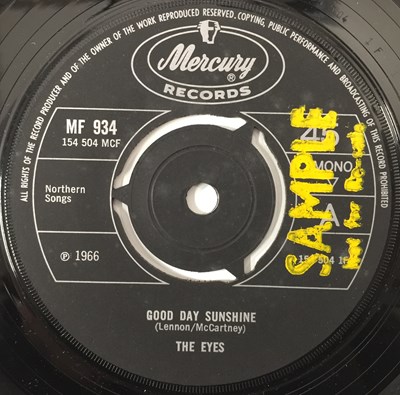 ALL RIGHTS OF THE RECORD PRODUCER AND OF THE OWNER OF THE WORK REPRODUCED RESERVED. COPYING, PUBLIC PERFORMANCE AND BROADCASTING OF THIS RECORD PROHIBITED
Mercury
®
RECORDS
MF 934
154 504 MCF
45
MONO
Northern
Songs
A
SAMPLE
Ⓟ 1966
GOOD DAY SUNSHINE
(Lennon/McCartney)
THE EYES